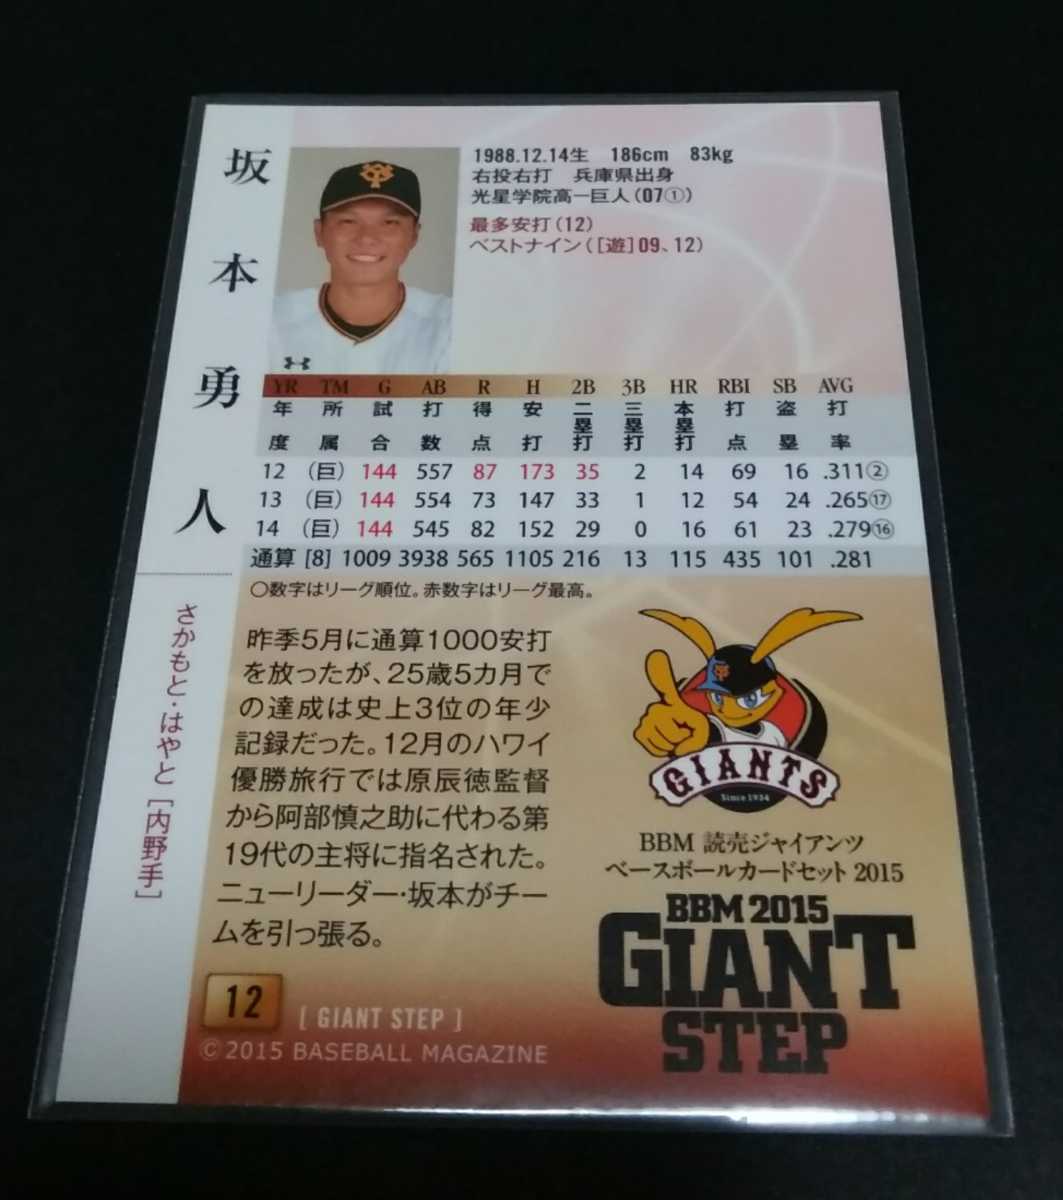 坂本勇人
さかもと・はやと［内野手］
1988.12.14生 186cm 83kg
右投右打 兵庫県出身
光星学院高－巨人（07①）
最多安打（12）
ベストナイン（［遊］09、12）
YR TM G AB R H 2B 3B HR RBI SB AVG
年度 所属 試合 打数 得点 安打 二塁打 三塁打 本塁打 打点 盗塁 打率
12 （巨） 144 557 87 173 35 2 14 69 16 .311②
13 （巨） 144 554 73 147 33 1 12 54 24 .265⑰
14 （巨） 144 545 82 152 29 0 16 61 23 .279⑯
通算 [8] 1009 3938 565 1105 216 13 115 435 101 .281
○数字はリーグ順位。赤数字はリーグ最高。
昨季5月に通算1000安打
を放ったが、25歳5カ月で
の達成は史上3位の年少
記録だった。12月のハワイ
優勝旅行では原辰徳監督
から阿部慎之助に代わる第
19代の主将に指名された。
ニューリーダー・坂本がチー
ムを引っ張る。
GIANTS
Since 1934
BBM 読売ジャイアンツ
ベースボールカードセット 2015
BBM 2015
GIANT
STEP
12
[ GIANT STEP ]
© 2015 BASEBALL MAGAZINE